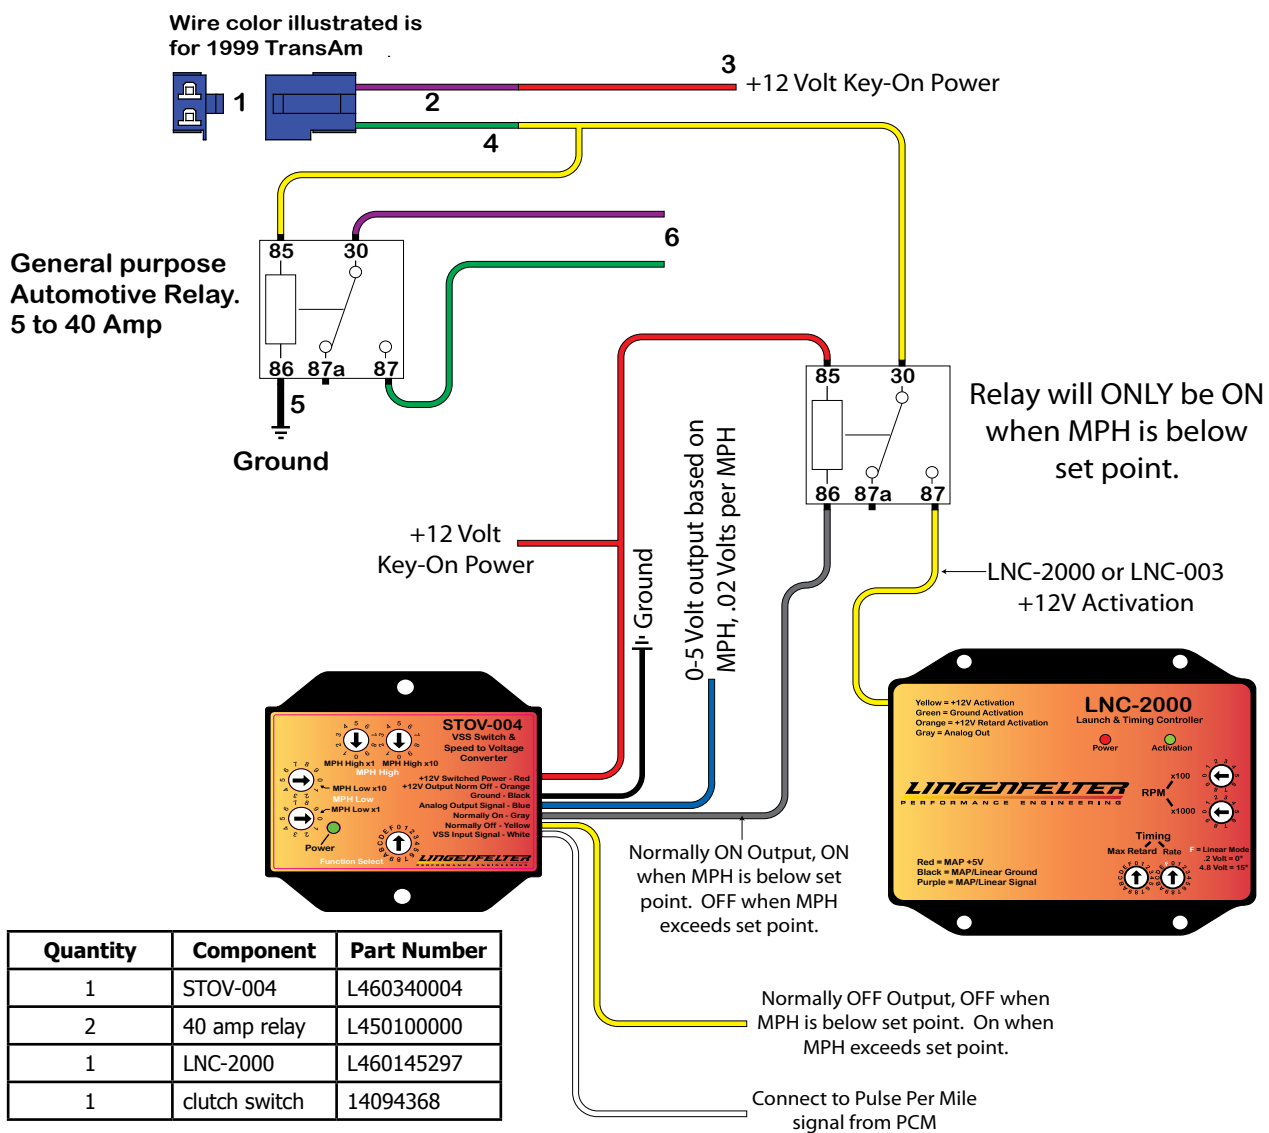 Wire color illustrated is
for 1999 TransAm
1
2
3
+12 Volt Key-On Power
4
6
General purpose
Automotive Relay.
5 to 40 Amp
85
30
86
87a
87
5
Ground
85
30
86
87a
87
Relay will ONLY be ON
when MPH is below
set point.
+12 Volt
Key-On Power
Ground
0-5 Volt output based on
MPH, .02 Volts per MPH
LNC-2000 or LNC-003
+12V Activation
STOV-004
VSS Switch &
Speed to Voltage
Converter
MPH High x1
MPH High x10
MPH High
MPH Low x10
MPH Low
MPH Low x1
Power
Function Select
+12V Switched Power - Red
+12V Output Norm Off - Orange
Ground - Black
Analog Output Signal - Blue
Normally On - Gray
Normally Off - Yellow
VSS Input Signal - White
LINGENFELTER
PERFORMANCE ENGINEERING
Yellow = +12V Activation
Green = Ground Activation
Orange = +12V Retard Activation
Gray = Analog Out
LNC-2000
Launch & Timing Controller
Power
Activation
LINGENFELTER
PERFORMANCE ENGINEERING
x100
RPM
x1000
Timing
Max Retard
Rate
F = Linear Mode
.2 Volt = 0°
4.8 Volt = 15°
Red = MAP +5V
Black = MAP/Linear Ground
Purple = MAP/Linear Signal
Normally ON Output, ON
when MPH is below set
point. OFF when MPH
exceeds set point.
Normally OFF Output, OFF when
MPH is below set point. On when
MPH exceeds set point.
Connect to Pulse Per Mile
signal from PCM
Quantity Component Part Number
1 STOV-004 L460340004
2 40 amp relay L450100000
1 LNC-2000 L460145297
1 clutch switch 14094368